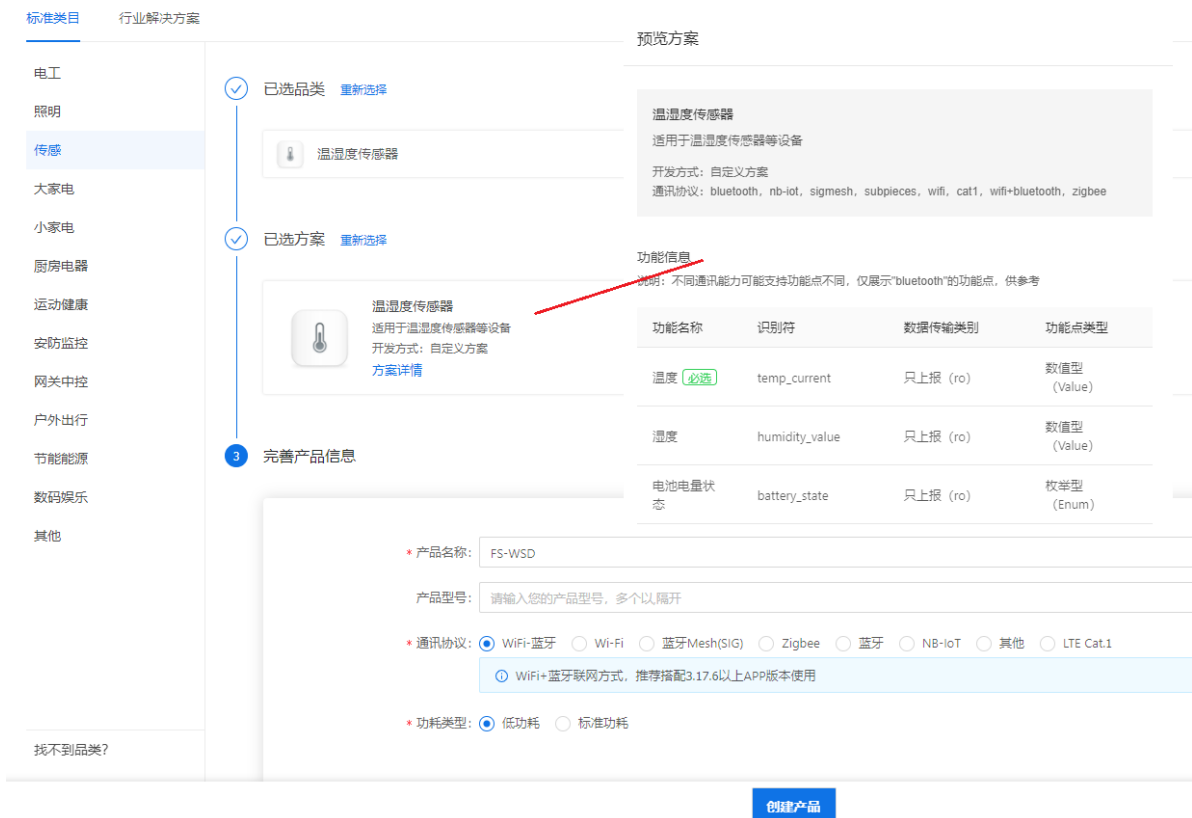 标准类目
行业解决方案
电工
照明
传感
大家电
小家电
厨房电器
运动健康
安防监控
网关中控
户外出行
节能能源
数码娱乐
其他
找不到品类?
已选品类 重新选择
温湿度传感器
已选方案 重新选择
温湿度传感器
适用于温湿度传感器等设备
开发方式：自定义方案
方案详情
预览方案
温湿度传感器
适用于温湿度传感器等设备
开发方式：自定义方案
通讯协议：bluetooth，nb-iot，sigmesh，subpieces，wifi，cat1，wifi+bluetooth，zigbee
功能信息
说明：不同通讯能力可能支持功能点不同，仅展示"bluetooth"的功能点，供参考
功能名称 识别符 数据传输类别 功能点类型
温度 必选 temp_current 只上报（ro） 数值型
（Value）
湿度 humidity_value 只上报（ro） 数值型
（Value）
电池电量状
态 battery_state 只上报（ro） 枚举型
（Enum）
3 完善产品信息
* 产品名称： FS-WSD
产品型号： 请输入您的产品型号，多个以,隔开
* 通讯协议： WiFi-蓝牙 Wi-Fi 蓝牙Mesh(SIG) Zigbee 蓝牙 NB-IoT 其他 LTE Cat.1
WiFi+蓝牙联网方式，推荐搭配3.17.6以上APP版本使用
* 功耗类型： 低功耗 标准功耗
创建产品